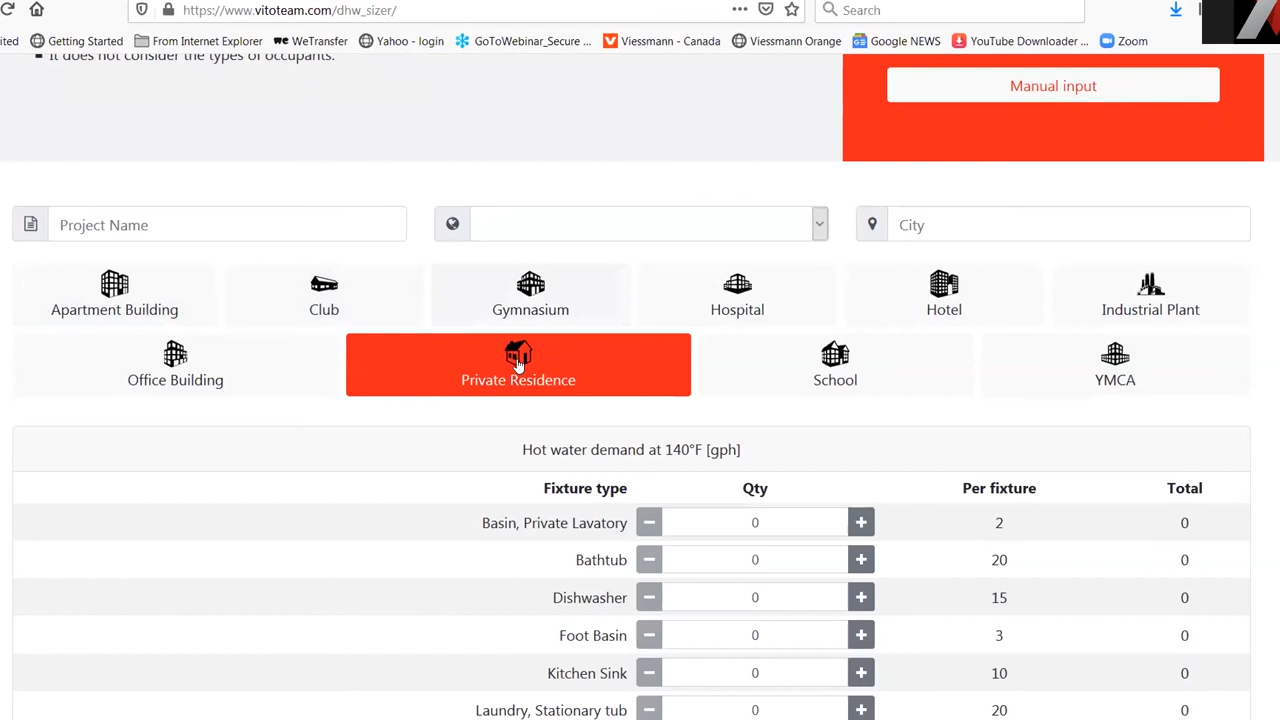 https://www.vitoteam.com/dhw_sizer/
Search
ited Getting Started From Internet Explorer WeTransfer Yahoo - login GoToWebinar_Secure ... Viessmann - Canada Viessmann Orange Google NEWS YouTube Downloader ... Zoom
It does not consider the types of occupants.
Manual input
Project Name City
Apartment Building Club Gymnasium Hospital Hotel Industrial Plant
Office Building Private Residence School YMCA
Hot water demand at 140°F [gph]
Fixture type Qty Per fixture Total
Basin, Private Lavatory − 0 + 2 0
Bathtub − 0 + 20 0
Dishwasher − 0 + 15 0
Foot Basin − 0 + 3 0
Kitchen Sink − 0 + 10 0
Laundry, Stationary tub − 0 + 20 0